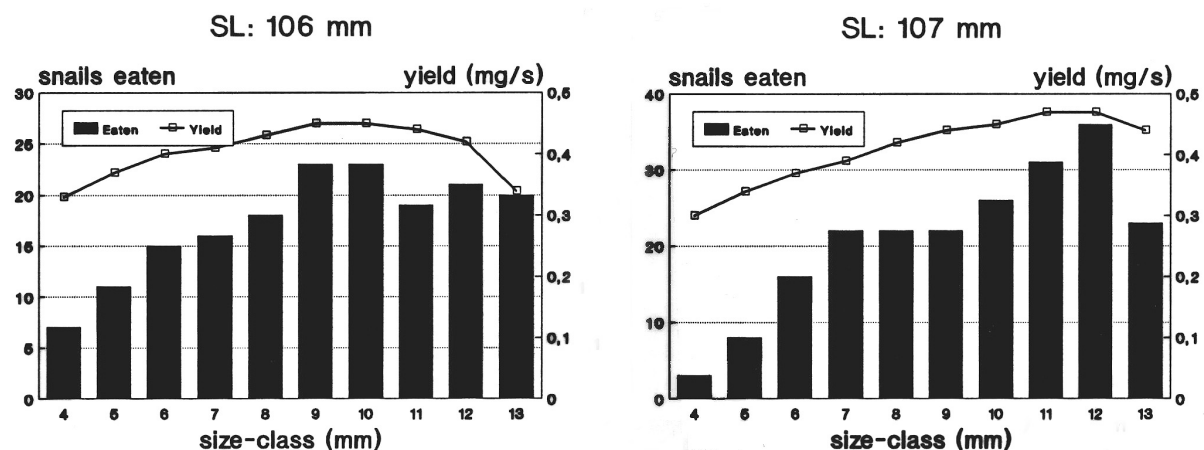 SL: 106 mm
snails eaten yield (mg/s)
30 0,5
Eaten Yield
25
0,4
20
0,3
15
0,2
10
5 0,1
0 0
4 5 6 7 8 9 10 11 12 13
size-class (mm)
SL: 107 mm
snails eaten yield (mg/s)
40 0,5
Eaten Yield
0,4
30
0,3
20
0,2
10
0,1
0 0
4 5 6 7 8 9 10 11 12 13
size-class (mm)